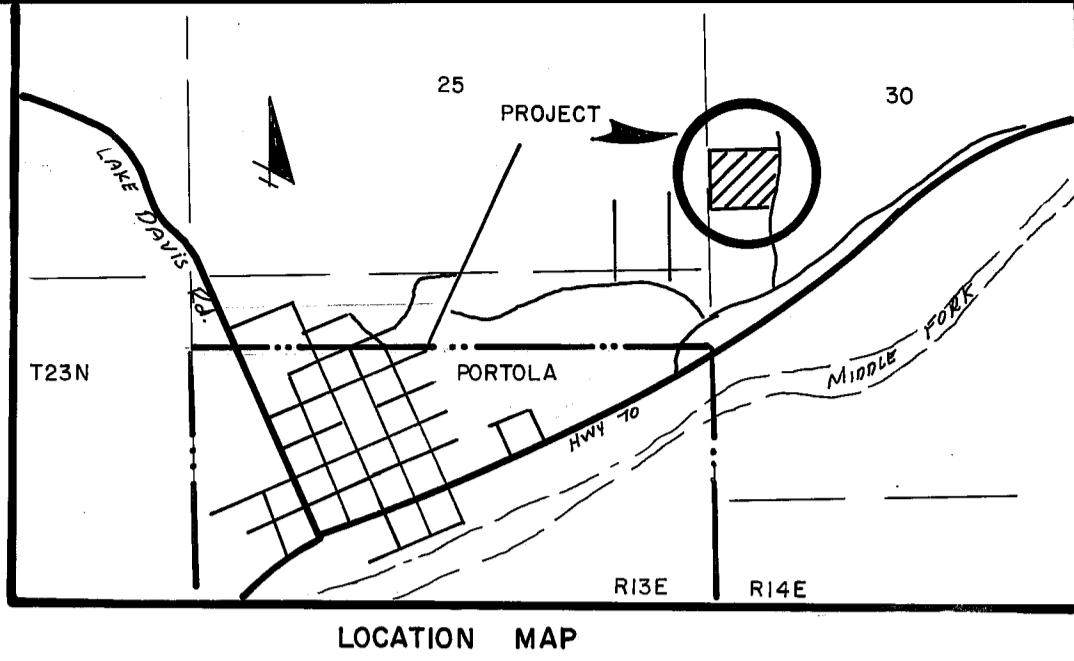 25
30
PROJECT
LAKE DAVIS Rd.
T23N
PORTOLA
MIDDLE FORK
HWY 70
R13E
R14E
LOCATION MAP